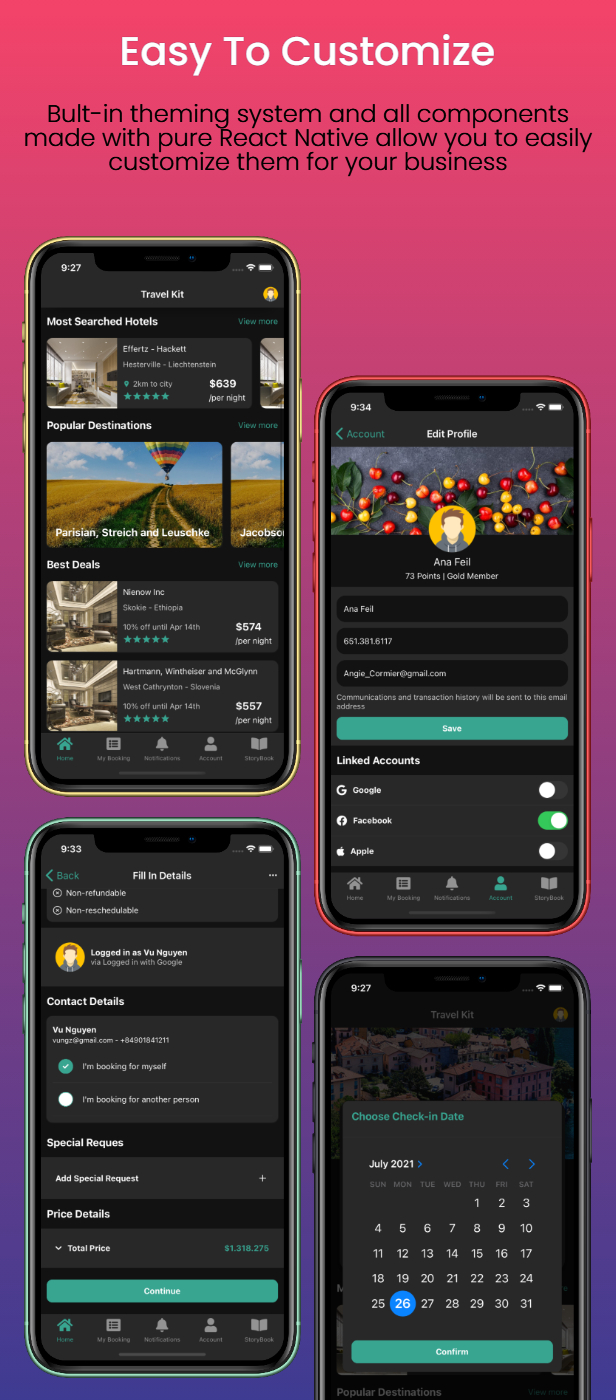 Easy To Customize
Bult-in theming system and all components
made with pure React Native allow you to easily
customize them for your business
9:27
Travel Kit
Most Searched Hotels
View more
Effertz - Hackett
Hesterville - Liechtenstein
2km to city
$639
/per night
Popular Destinations
View more
Parisian, Streich and Leuschke
Jacobso
Best Deals
View more
Nienow Inc
Skokie - Ethiopia
10% off until Apr 14th
$574
/per night
Hartmann, Wintheiser and McGlynn
West Cathrynton - Slovenia
10% off until Apr 14th
$557
/per night
Home
My Booking
Notifications
Account
StoryBook
9:34
Account
Edit Profile
Ana Feil
73 Points | Gold Member
Ana Feil
651.381.6117
Angie_Cormier@gmail.com
Communications and transaction history will be sent to this email
address
Save
Linked Accounts
Google
Facebook
Apple
Home
My Booking
Notifications
Account
StoryBook
9:33
Back
Fill In Details
Non-refundable
Non-reschedulable
Logged in as Vu Nguyen
via Logged in with Google
Contact Details
Vu Nguyen
vungz@gmail.com - +84901841211
I'm booking for myself
I'm booking for another person
Special Reques
Add Special Request
+
Price Details
Total Price
$1.318.275
Continue
Home
My Booking
Notifications
Account
StoryBook
9:27
Travel Kit
Choose Check-in Date
July 2021
SUN MON TUE WED THU FRI SAT
1 2 3
4 5 6 7 8 9 10
11 12 13 14 15 16 17
18 19 20 21 22 23 24
25 26 27 28 29 30 31
Confirm
Popular Destinations
View more